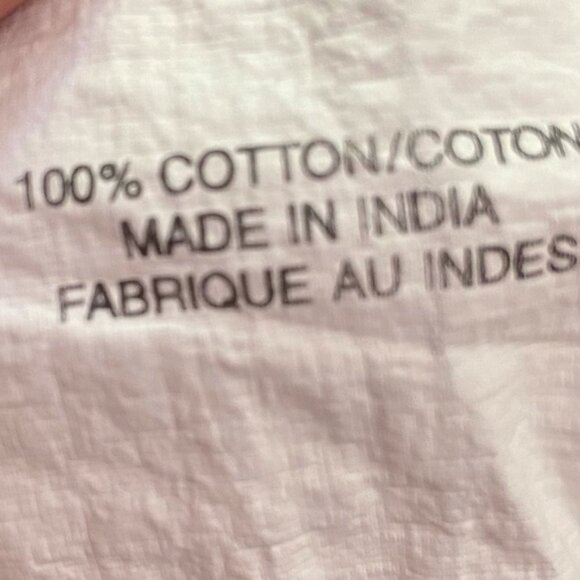 100% COTTON/COTON
MADE IN INDIA
FABRIQUE AU INDES